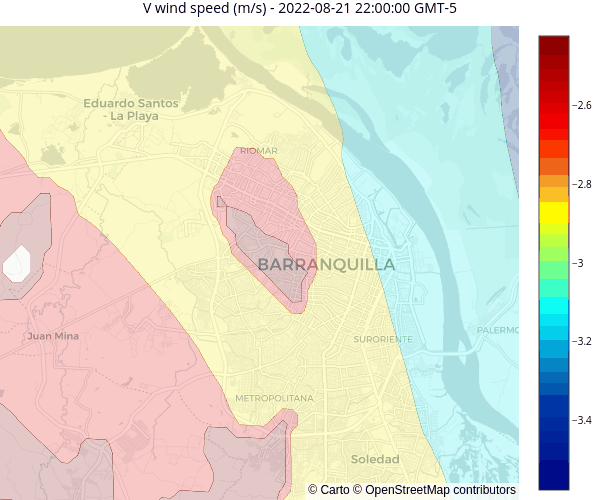 V wind speed (m/s) - 2022-08-21 22:00:00 GMT-5
Eduardo Santos
- La Playa
RIOMAR
BARRANQUILLA
Juan Mina
SURORIENTE
PALERMO
METROPOLITANA
Soledad
−2.6
−2.8
−3
−3.2
−3.4
© Carto © OpenStreetMap contributors